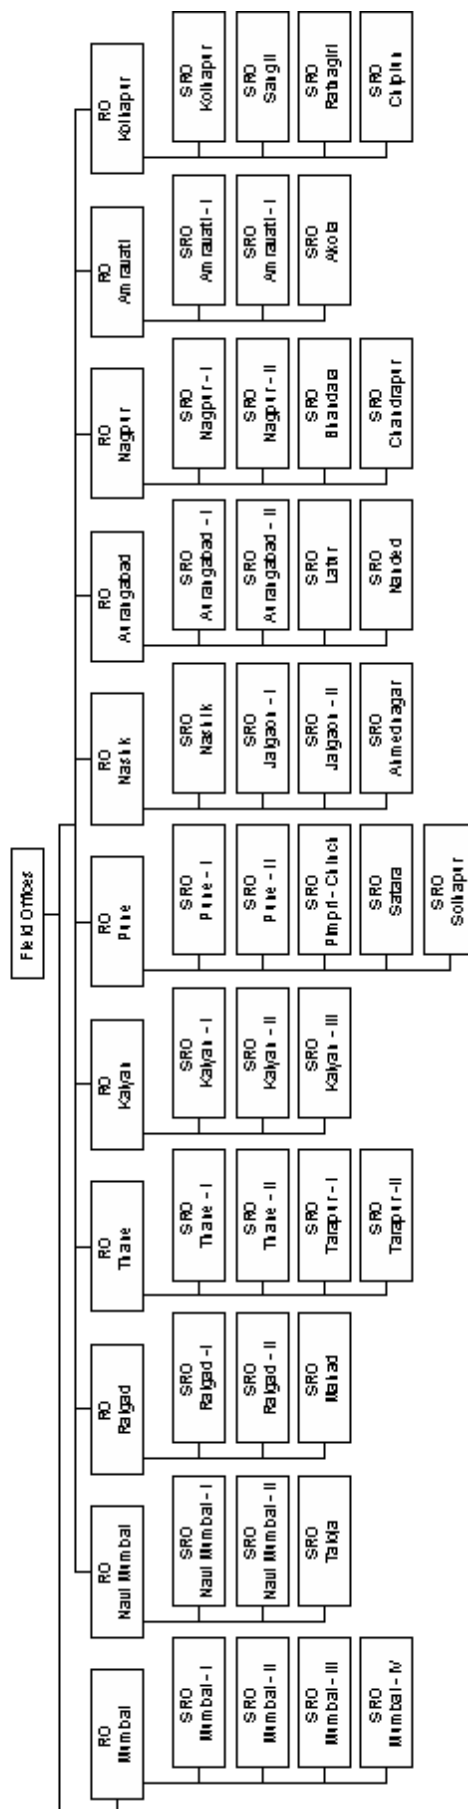 Field Offices
RO
Mumbai
SRO
Mumbai - I
SRO
Mumbai - II
SRO
Mumbai - III
SRO
Mumbai - IV
RO
Navi Mumbai
SRO
Navi Mumbai - I
SRO
Navi Mumbai - II
SRO
Taloja
RO
Raigad
SRO
Raigad - I
SRO
Raigad - II
SRO
Mahad
RO
Thane
SRO
Thane - I
SRO
Thane - II
SRO
Tarapur - I
SRO
Tarapur - II
RO
Kalyan
SRO
Kalyan - I
SRO
Kalyan - II
SRO
Kalyan - III
RO
Pune
SRO
Pune - I
SRO
Pune - II
SRO
Pimpri - Chinch
SRO
Satara
SRO
Solhapur
RO
Nashik
SRO
Nashik
SRO
Jalgaon - I
SRO
Jalgaon - II
SRO
Ahmednagar
RO
Aurangabad
SRO
Aurangabad - I
SRO
Aurangabad - II
SRO
Latur
SRO
Nanded
RO
Nagpur
SRO
Nagpur - I
SRO
Nagpur - II
SRO
Bhandara
SRO
Chandrapur
RO
Amravati
SRO
Amravati - I
SRO
Amravati - I
SRO
Akola
RO
Kolhapur
SRO
Kolhapur
SRO
Sangli
SRO
Ratnagiri
SRO
Chiplun